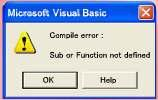 Microsoft Visual Basic
Compile error :
Sub or Function not defined
OK
Help